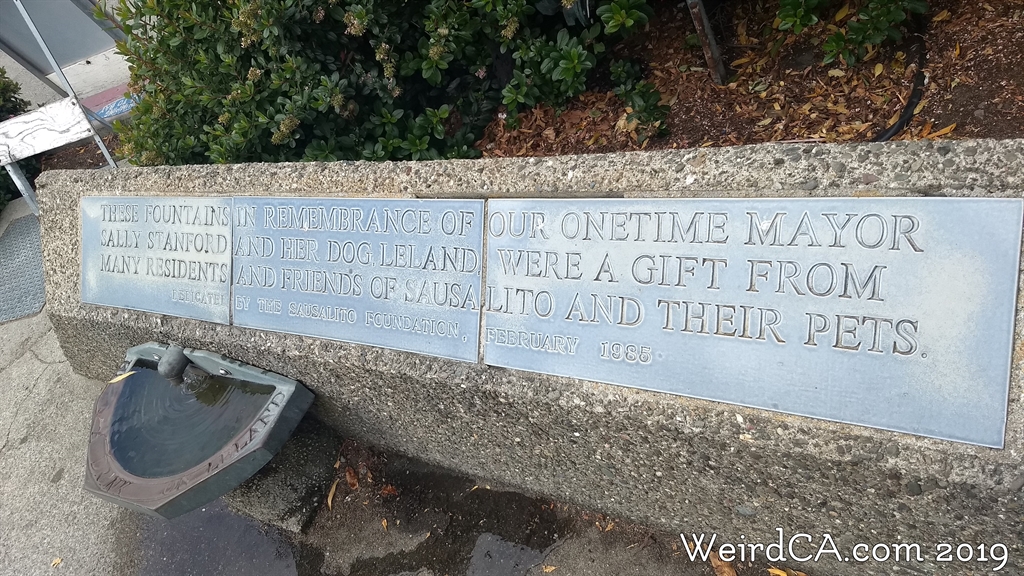 THESE FOUNTAINS IN REMEMBRANCE OF OUR ONETIME MAYOR
SALLY STANFORD AND HER DOG LELAND WERE A GIFT FROM
MANY RESIDENTS AND FRIENDS OF SAUSALITO AND THEIR PETS.
DEDICATED BY THE SAUSALITO FOUNDATION, FEBRUARY 1985
LELAND
WeirdCA.com 2019